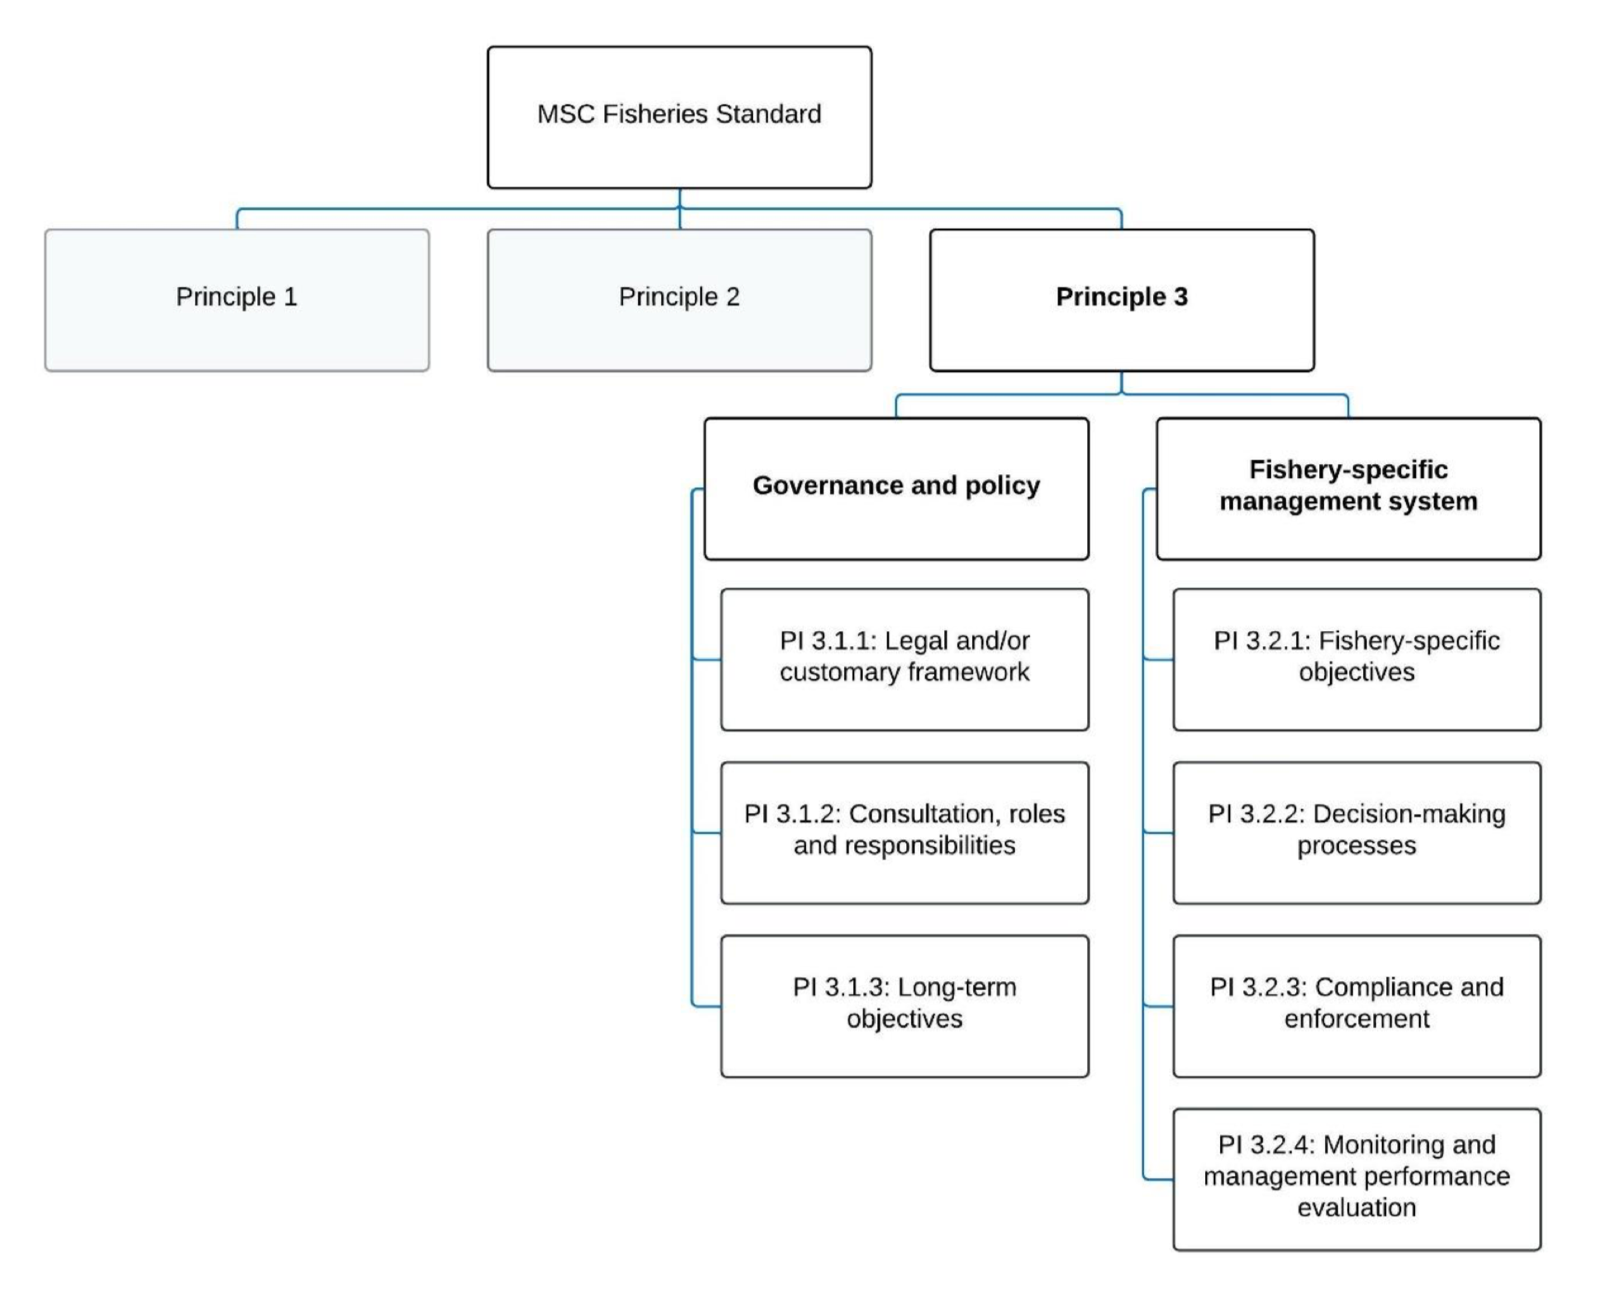 MSC Fisheries Standard
Principle 1
Principle 2
Principle 3
Governance and policy
PI 3.1.1: Legal and/or
customary framework
PI 3.1.2: Consultation, roles
and responsibilities
PI 3.1.3: Long-term
objectives
Fishery-specific
management system
PI 3.2.1: Fishery-specific
objectives
PI 3.2.2: Decision-making
processes
PI 3.2.3: Compliance and
enforcement
PI 3.2.4: Monitoring and
management performance
evaluation